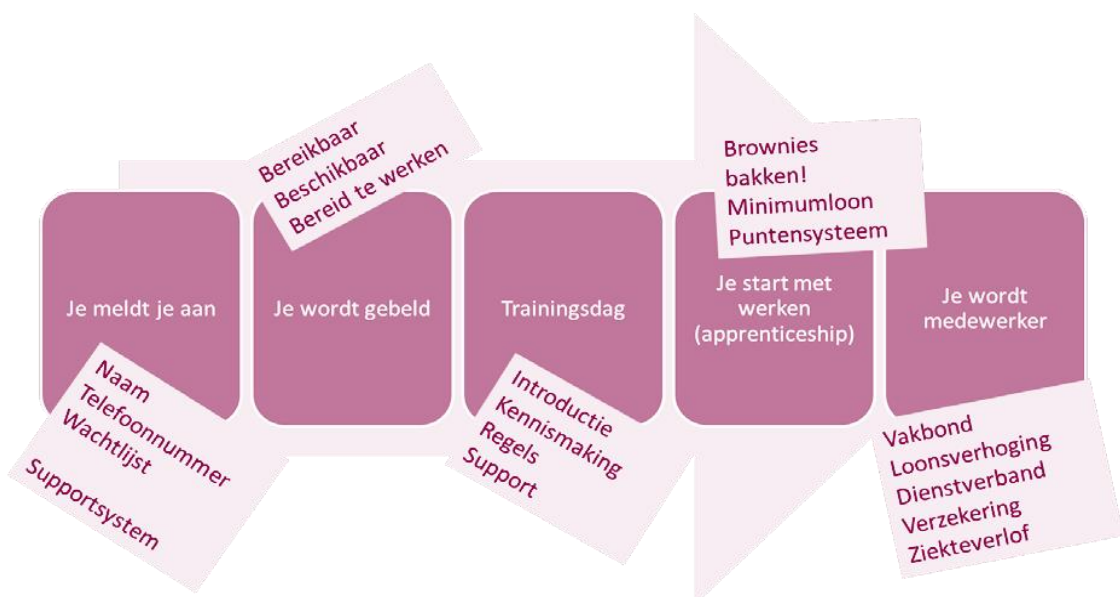 Je meldt je aan
Naam
Telefoonnummer
Wachtlijst
Supportsystem
Je wordt gebeld
Bereikbaar
Beschikbaar
Bereid te werken
Trainingsdag
Introductie
Kennismaking
Regels
Support
Je start met
werken
(apprenticeship)
Brownies
bakken!
Minimumloon
Puntensysteem
Je wordt
medewerker
Vakbond
Loonsverhoging
Dienstverband
Verzekering
Ziekteverlof